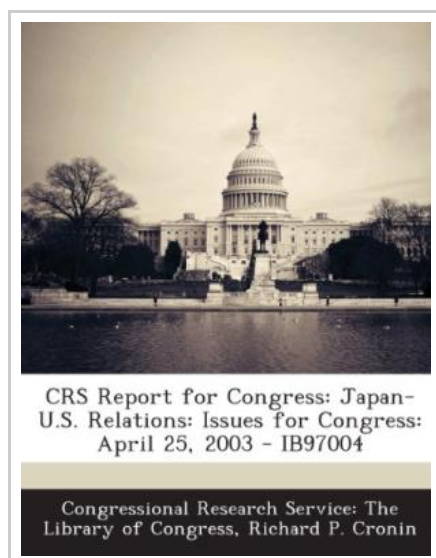 CRS Report for Congress: Japan-
U.S. Relations: Issues for Congress:
April 25, 2003 - IB97004
Congressional Research Service: The
Library of Congress, Richard P. Cronin